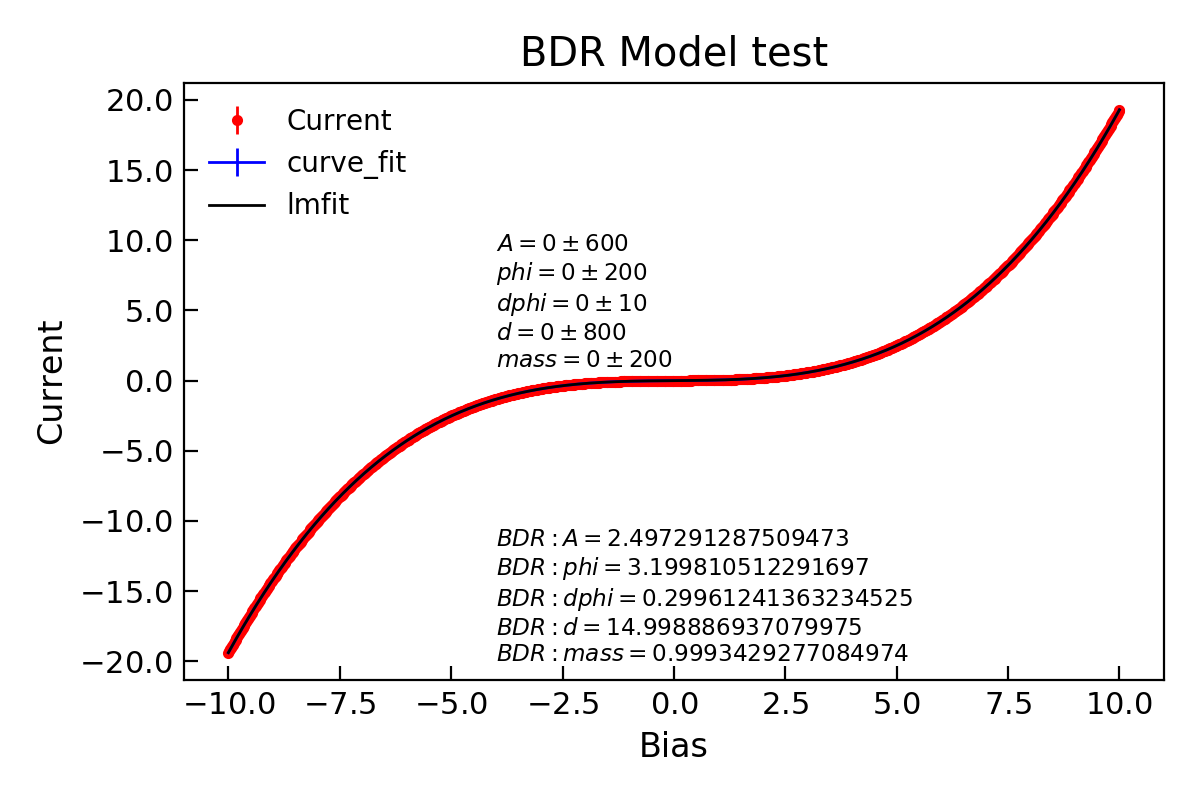 BDR Model test
20.0
15.0
10.0
5.0
0.0
−5.0
−10.0
−15.0
−20.0
Current
Current
curve_fit
lmfit
A = 0 ± 600
phi = 0 ± 200
dphi = 0 ± 10
d = 0 ± 800
mass = 0 ± 200
BDR : A = 2.497291287509473
BDR : phi = 3.199810512291697
BDR : dphi = 0.29961241363234525
BDR : d = 14.998886937079975
BDR : mass = 0.9993429277084974
−10.0 −7.5 −5.0 −2.5 0.0 2.5 5.0 7.5 10.0
Bias